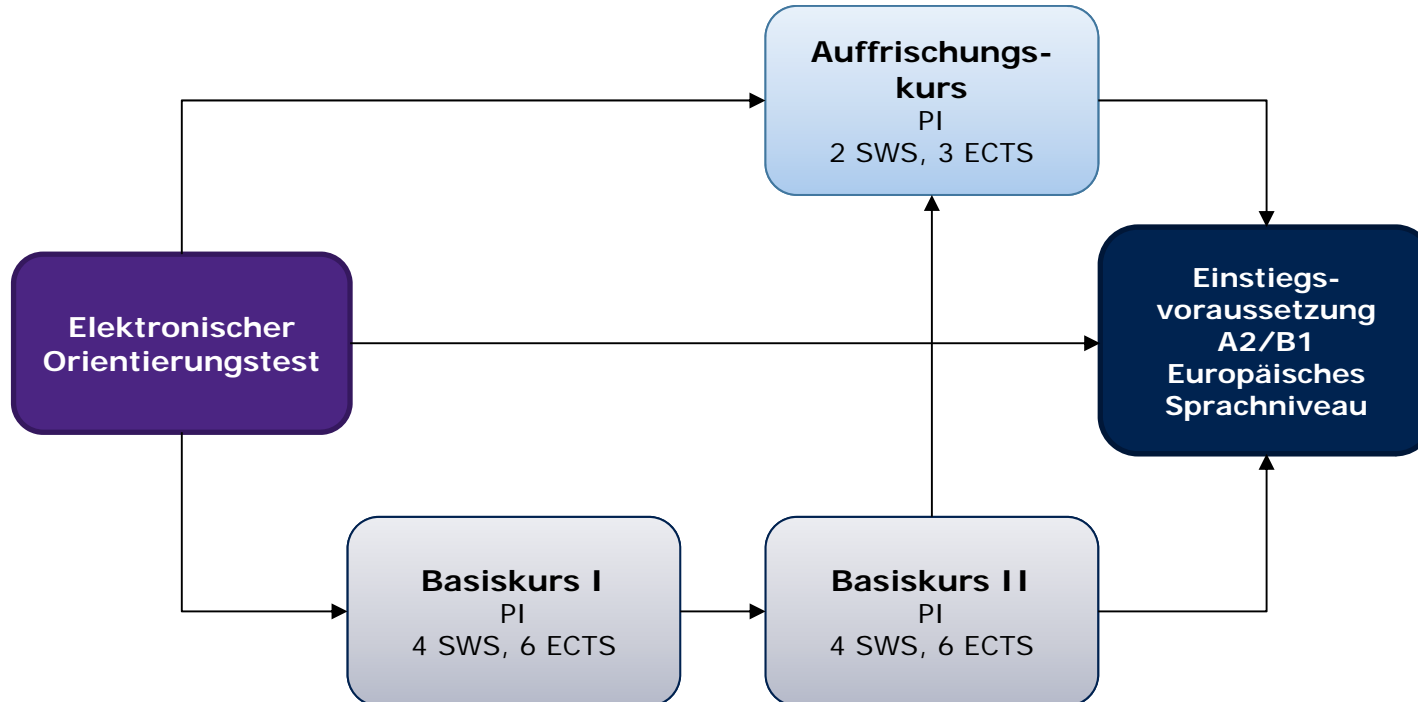 Auffrischungs-
kurs
PI
2 SWS, 3 ECTS
Elektronischer
Orientierungstest
Einstiegs-
voraussetzung
A2/B1
Europäisches
Sprachniveau
Basiskurs I
PI
4 SWS, 6 ECTS
Basiskurs II
PI
4 SWS, 6 ECTS